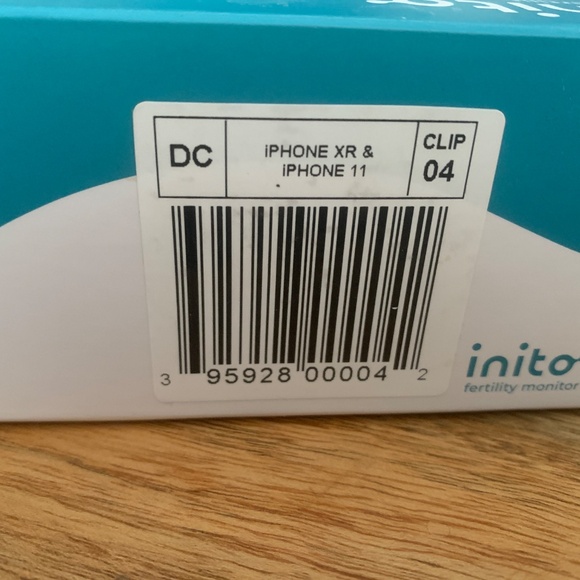 DC
iPHONE XR &
iPHONE 11
CLIP
04
3 95928 00004 2
inito
fertility monitor